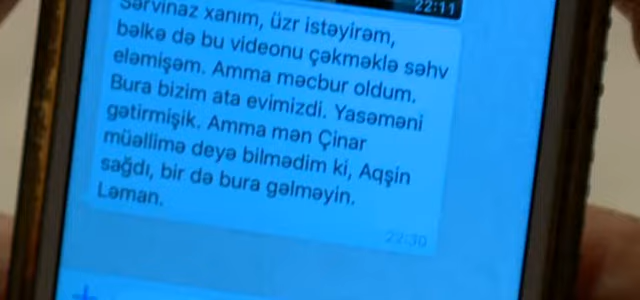 22:11
Sərvinaz xanım, üzr istəyirəm,
bəlkə də bu videonu çəkməklə səhv
eləmişəm. Amma məcbur oldum.
Bura bizim ata evimizdi. Yasəməni
gətirmişik. Amma mən Çinar
müəllimə deyə bilmədim ki, Aqşin
sağdı, bir də bura gəlməyin.
Ləman.
22:30